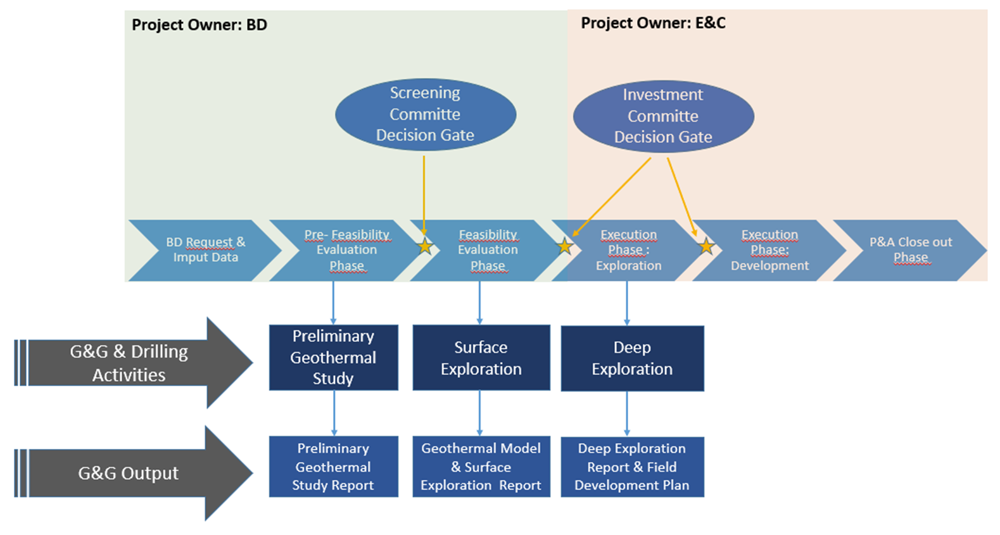 Project Owner: BD
Project Owner: E&C
Screening
Committe
Decision Gate
Investment
Committe
Decision Gate
BD Request &
Imput Data
Pre- Feasibility
Evaluation
Phase
Feasibility
Evaluation
Phase
Execution
Phase :
Exploration
Execution
Phase:
Development
P&A Close out
Phase
G&G & Drilling
Activities
Preliminary
Geothermal
Study
Surface
Exploration
Deep
Exploration
G&G Output
Preliminary
Geothermal
Study Report
Geothermal Model
& Surface
Exploration Report
Deep Exploration
Report & Field
Development Plan